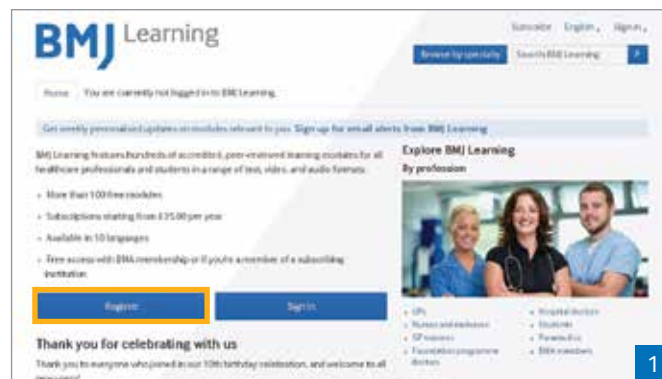 BMJ Learning
Subscribe English Sign in
Browse by specialty Search BMJ Learning
Home You are currently not logged in to BMJ Learning.
Get weekly personalised updates on modules relevant to you. Sign up for email alerts from BMJ Learning
BMJ Learning features hundreds of accredited, peer-reviewed learning modules for all
healthcare professionals and students in a range of text, video, and audio formats.
More than 100 free modules
Subscriptions starting from £35.00 per year
Available in 10 languages
Free access with BMA membership or if you're a member of a subscribing
institution
Register Sign in
Thank you for celebrating with us
Thank you to everyone who joined in our 10th birthday celebration, and welcome to all
Explore BMJ Learning
By profession
GPs
Nurses and midwives
GP trainees
Foundation programme
doctors
Hospital doctors
Students
Paramedics
BMA members
1